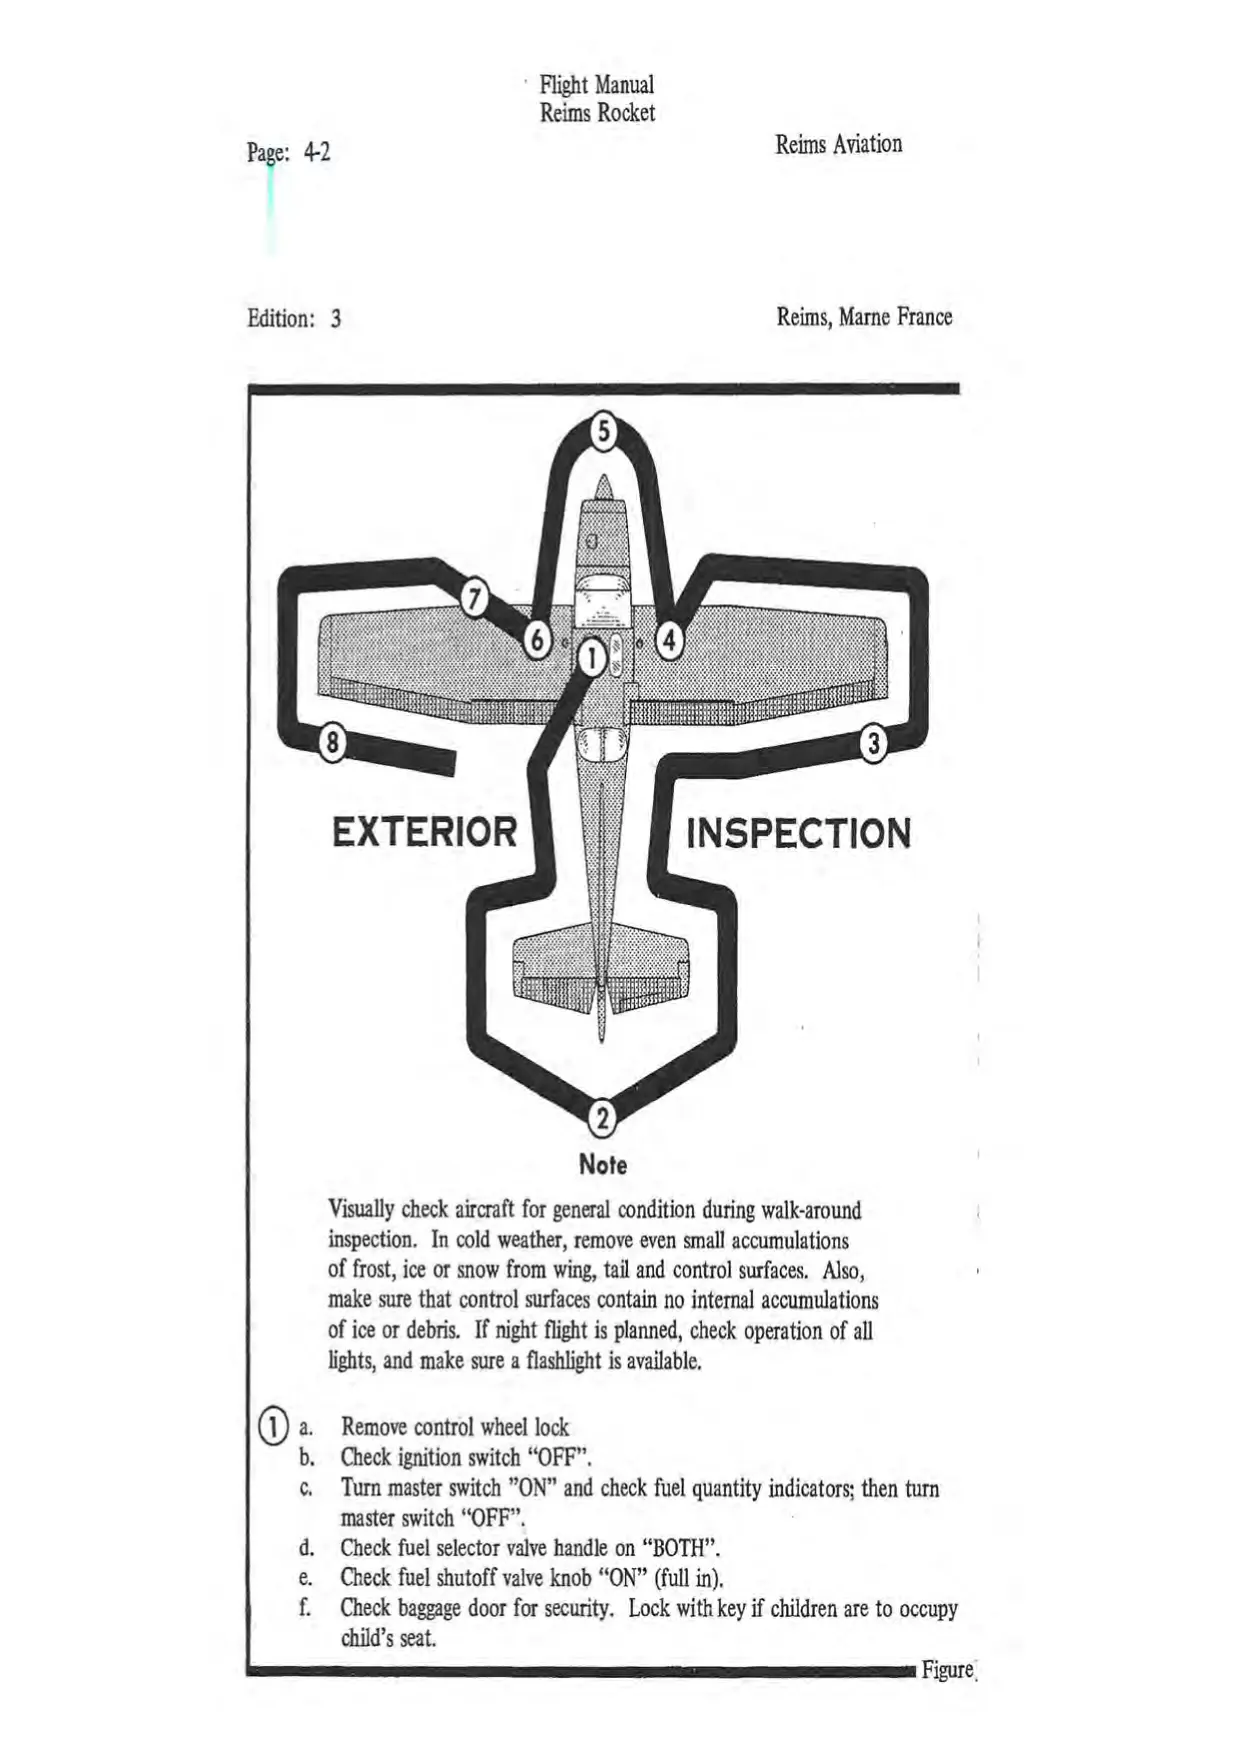 Flight Manual
Reims Rocket
Page: 4-2
Reims Aviation
Edition: 3
Reims, Marne France
5
7
6
1
4
8
3
EXTERIOR INSPECTION
2
Note
Visually check aircraft for general condition during walk-around
inspection. In cold weather, remove even small accumulations
of frost, ice or snow from wing, tail and control surfaces. Also,
make sure that control surfaces contain no internal accumulations
of ice or debris. If night flight is planned, check operation of all
lights, and make sure a flashlight is available.
1 a. Remove control wheel lock
b. Check ignition switch “OFF”.
c. Turn master switch ”ON” and check fuel quantity indicators; then turn
master switch “OFF”.
d. Check fuel selector valve handle on “BOTH”.
e. Check fuel shutoff valve knob “ON” (full in).
f. Check baggage door for security. Lock with key if children are to occupy
child’s seat.
Figure